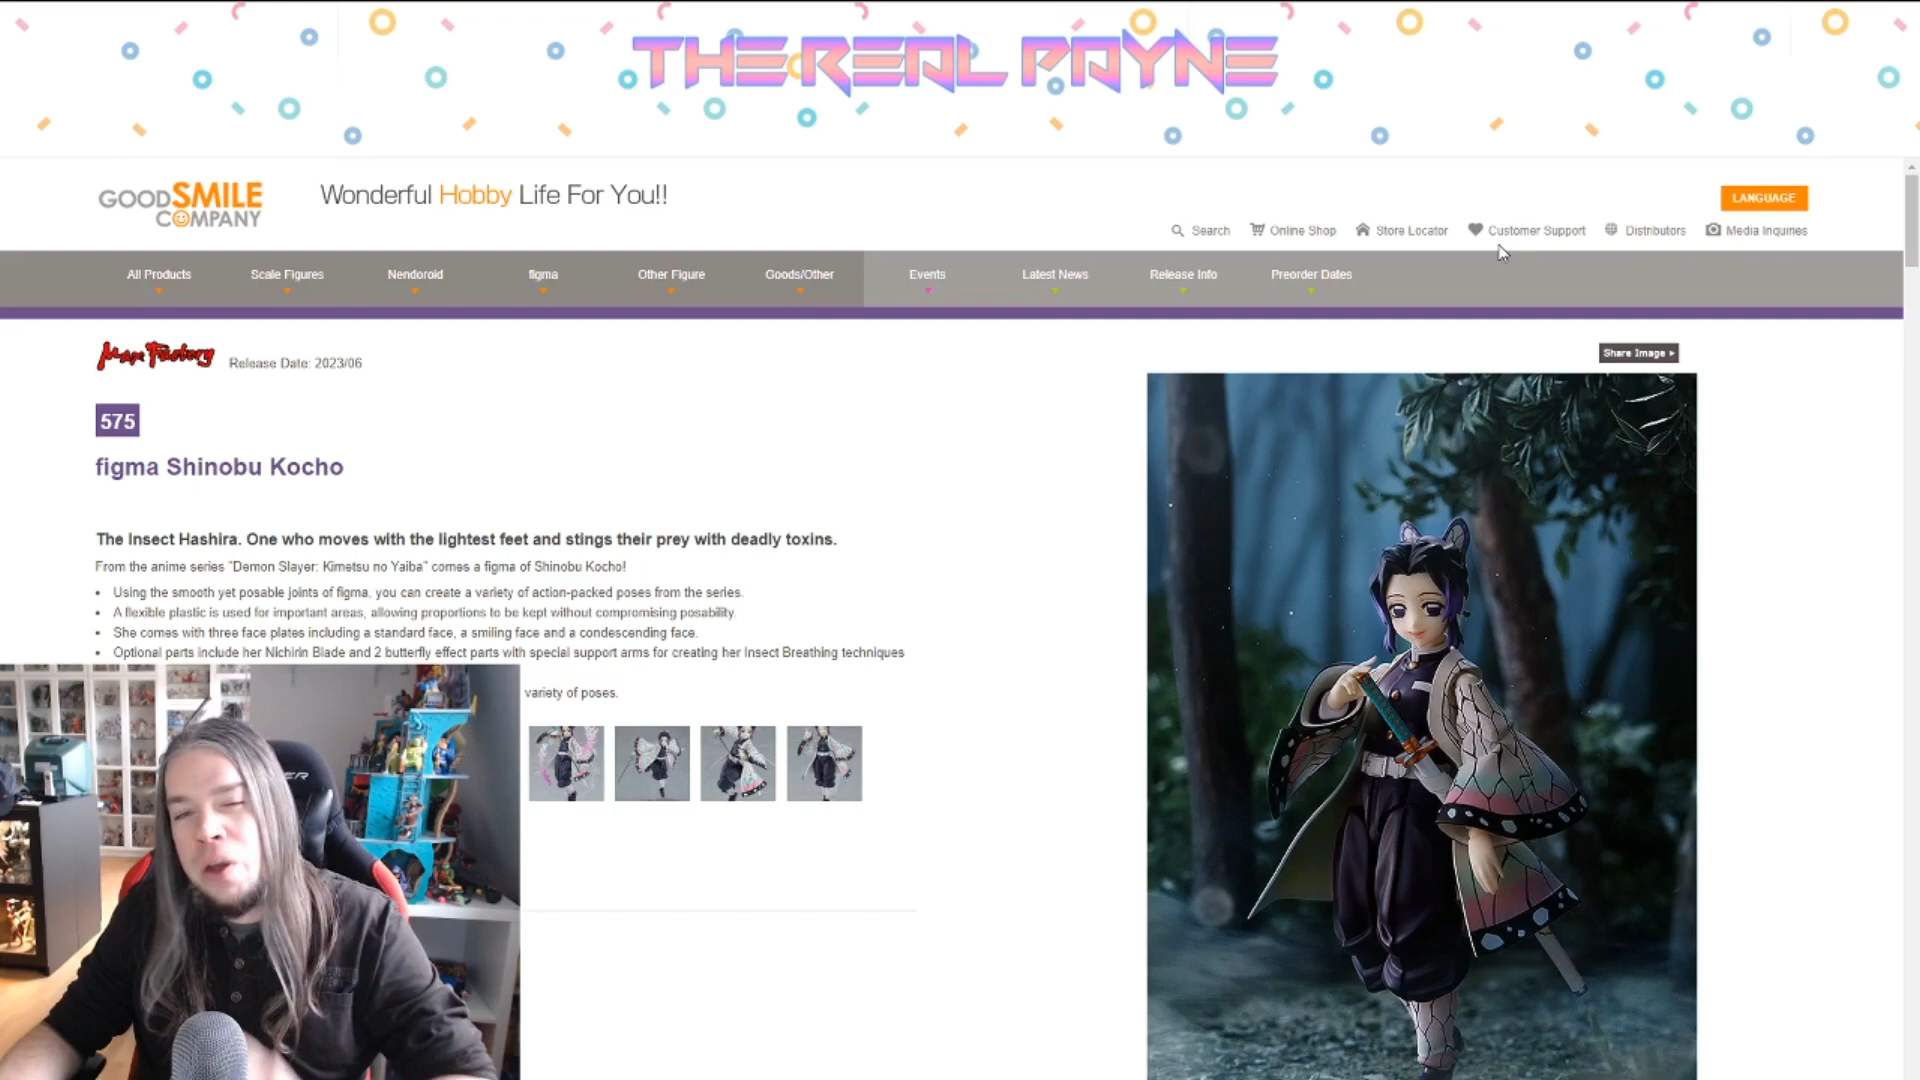 THE REAL PAYNE
GOODSMILE
COMPANY
Wonderful Hobby Life For You!!
LANGUAGE
Search
Online Shop
Store Locator
Customer Support
Distributors
Media Inquiries
All Products
Scale Figures
Nendoroid
figma
Other Figure
Goods/Other
Events
Latest News
Release Info
Preorder Dates
Max Factory
Release Date: 2023/06
Share Image
575
figma Shinobu Kocho
The Insect Hashira. One who moves with the lightest feet and stings their prey with deadly toxins.
From the anime series "Demon Slayer: Kimetsu no Yaiba" comes a figma of Shinobu Kocho!
• Using the smooth yet posable joints of figma, you can create a variety of action-packed poses from the series.
• A flexible plastic is used for important areas, allowing proportions to be kept without compromising posability.
• She comes with three face plates including a standard face, a smiling face and a condescending face.
• Optional parts include her Nichirin Blade and 2 butterfly effect parts with special support arms for creating her Insect Breathing techniques
variety of poses.